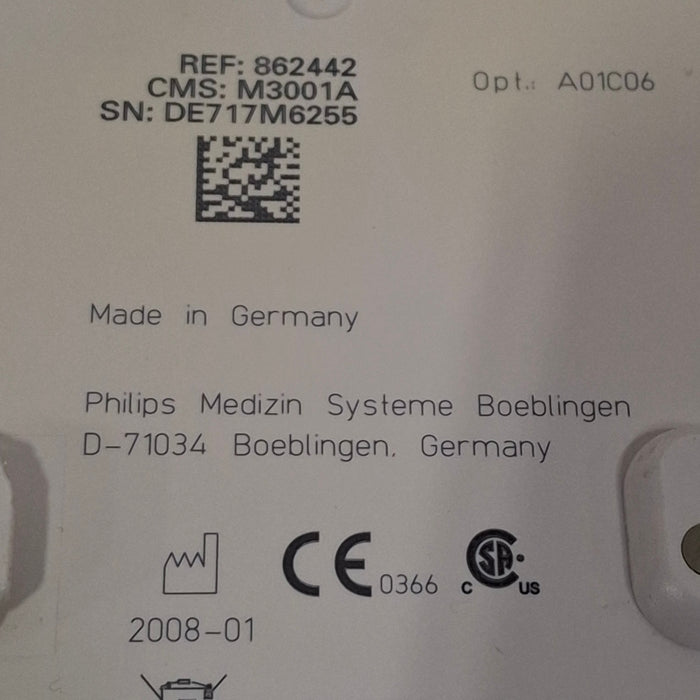 REF: 862442
CMS: M3001A
SN: DE717M6255
Opt.: A01C06
Made in Germany
Philips Medizin Systeme Boeblingen
D-71034 Boeblingen, Germany
CE 0366
C SA US
2008-01